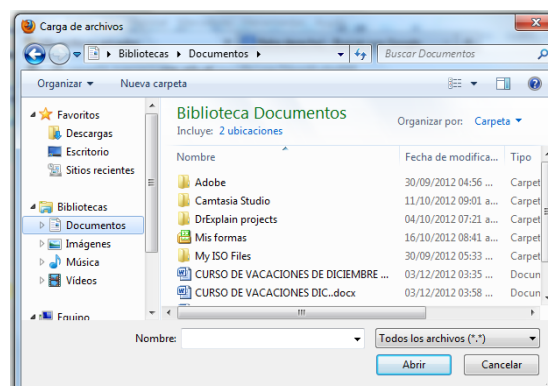 Carga de archivos
Bibliotecas Documentos
Buscar Documentos
Organizar Nueva carpeta
Favoritos
Descargas
Escritorio
Sitios recientes
Bibliotecas
Documentos
Imágenes
Música
Vídeos
Equipo
Biblioteca Documentos
Incluye: 2 ubicaciones
Organizar por: Carpeta
Nombre Fecha de modifica... Tipo
Adobe 30/09/2012 04:56 ... Carpet
Camtasia Studio 11/10/2012 09:01 a... Carpet
DrExplain projects 04/10/2012 07:21 a... Carpet
Mis formas 16/10/2012 08:41 a... Carpet
My ISO Files 30/09/2012 05:33 ... Carpet
CURSO DE VACACIONES DE DICIEMBRE ... 03/12/2012 03:35 ... Docun
CURSO DE VACACIONES DIC..docx 03/12/2012 03:58 ... Docun
Nombre: Todos los archivos (*.*)
Abrir Cancelar